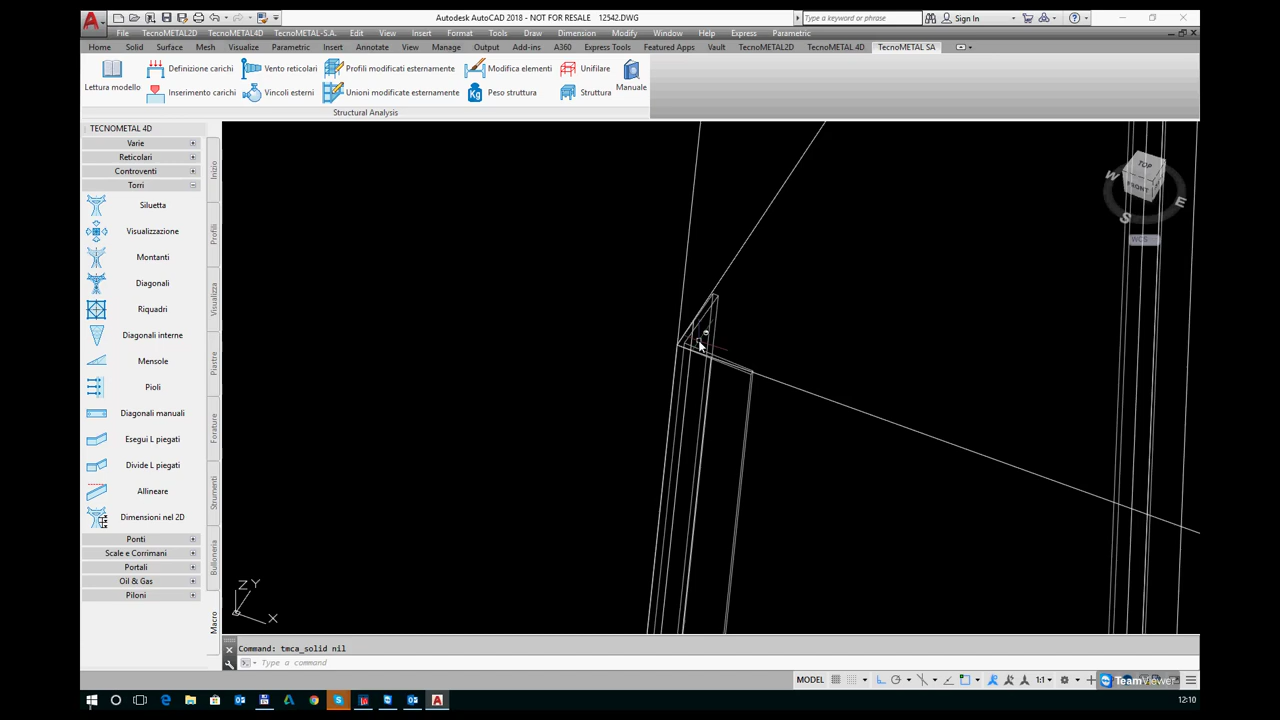 Autodesk AutoCAD 2018 - NOT FOR RESALE 12542.DWG
Type a keyword or phrase
Sign In
File TecnoMETAL2D TecnoMETAL4D TecnoMETAL-S.A. Edit View Insert Format Tools Draw Dimension Modify Window Help Express Parametric
Home Solid Surface Mesh Visualize Parametric Insert Annotate View Manage Output Add-ins A360 Express Tools Featured Apps Vault TecnoMETAL2D TecnoMETAL 4D TecnoMETAL SA
Lettura modello
Definizione carichi
Inserimento carichi
Vento reticolari
Vincoli esterni
Profili modificati esternemente
Unioni modificate esternemente
Modifica elementi
Peso struttura
Unifilare
Struttura
Manuale
Structural Analysis
TECNOMETAL 4D
Varie
Reticolari
Controventi
Torri
Siluetta
Visualizzazione
Montanti
Diagonali
Riquadri
Diagonali interne
Mensole
Pioli
Diagonali manuali
Esegui L piegati
Divide L piegati
Allineare
Dimensioni nel 2D
Ponti
Scale e Corrimani
Portali
Oil & Gas
Piloni
Inizio
Profili
Visualizza
Piastre
Forature
Strumenti
Bulloneria
Macro
TOP
FRONT
W
S
E
WCS
Z Y
X
Command: tmca_solid nil
Type a command
MODEL
1:1
TeamViewer
12:10